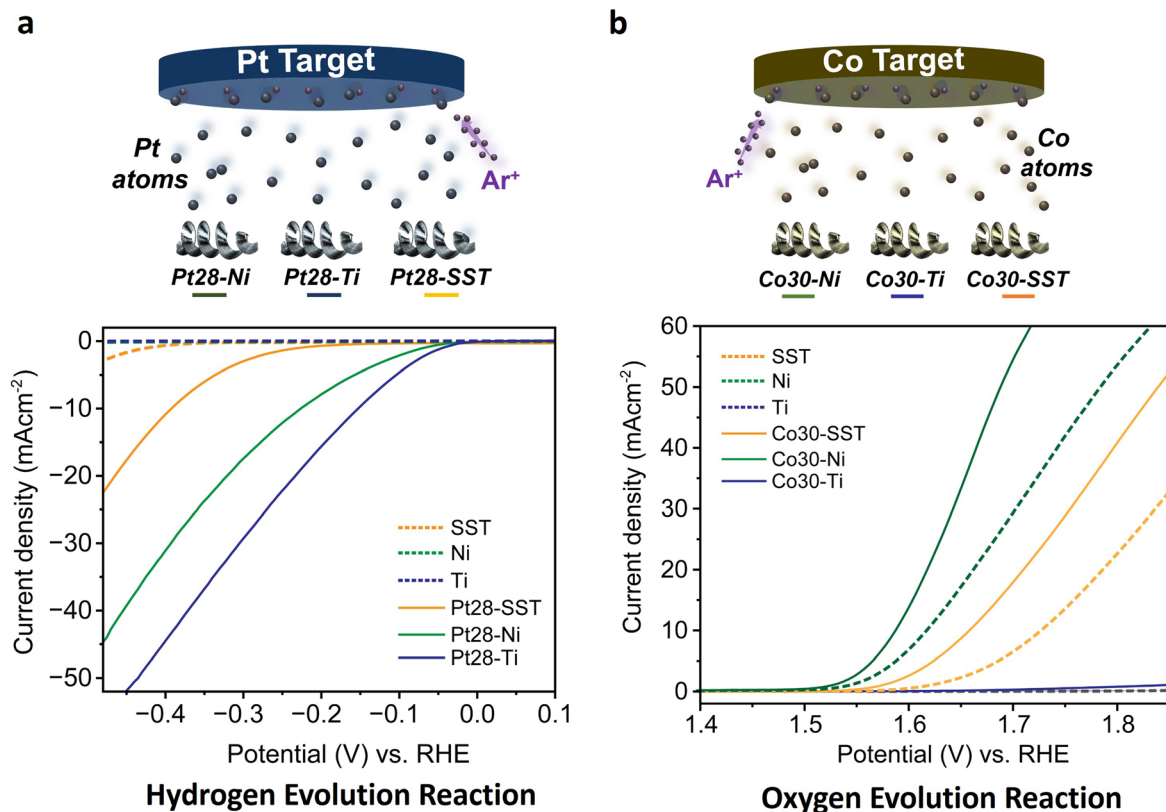 a
Pt Target
Pt
atoms
Ar⁺
Pt28-Ni
Pt28-Ti
Pt28-SST
0
−10
−20
−30
−40
−50
Current density (mAcm⁻²)
SST
Ni
Ti
Pt28-SST
Pt28-Ni
Pt28-Ti
−0.4
−0.3
−0.2
−0.1
0.0
0.1
Potential (V) vs. RHE
Hydrogen Evolution Reaction
b
Co Target
Co
atoms
Ar⁺
Co30-Ni
Co30-Ti
Co30-SST
60
50
40
30
20
10
0
Current density (mAcm⁻²)
SST
Ni
Ti
Co30-SST
Co30-Ni
Co30-Ti
1.4
1.5
1.6
1.7
1.8
Potential (V) vs. RHE
Oxygen Evolution Reaction